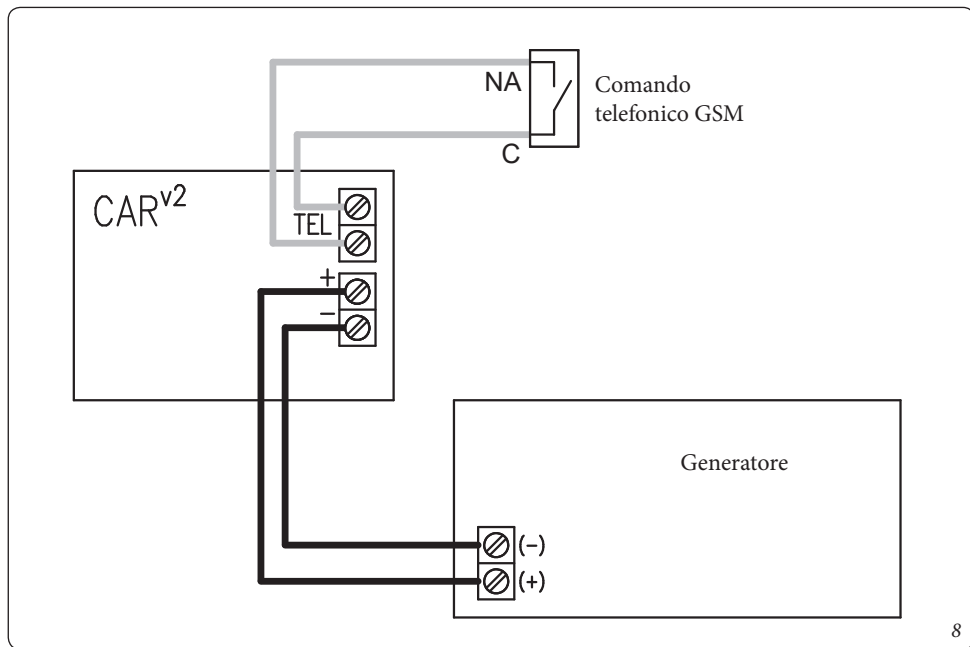 NA
Comando
telefonico GSM
C
CARv2
TEL
+
−
Generatore
(-)
(+)
8